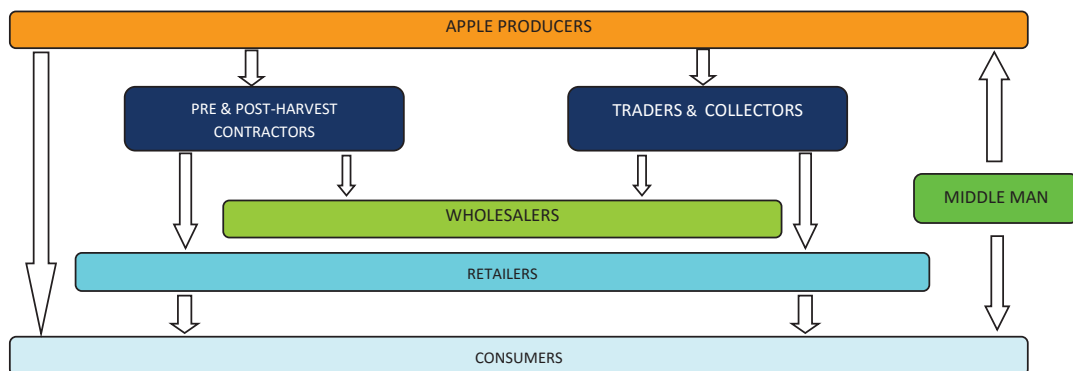 APPLE PRODUCERS
PRE & POST-HARVEST
CONTRACTORS
TRADERS & COLLECTORS
MIDDLE MAN
WHOLESALERS
RETAILERS
CONSUMERS